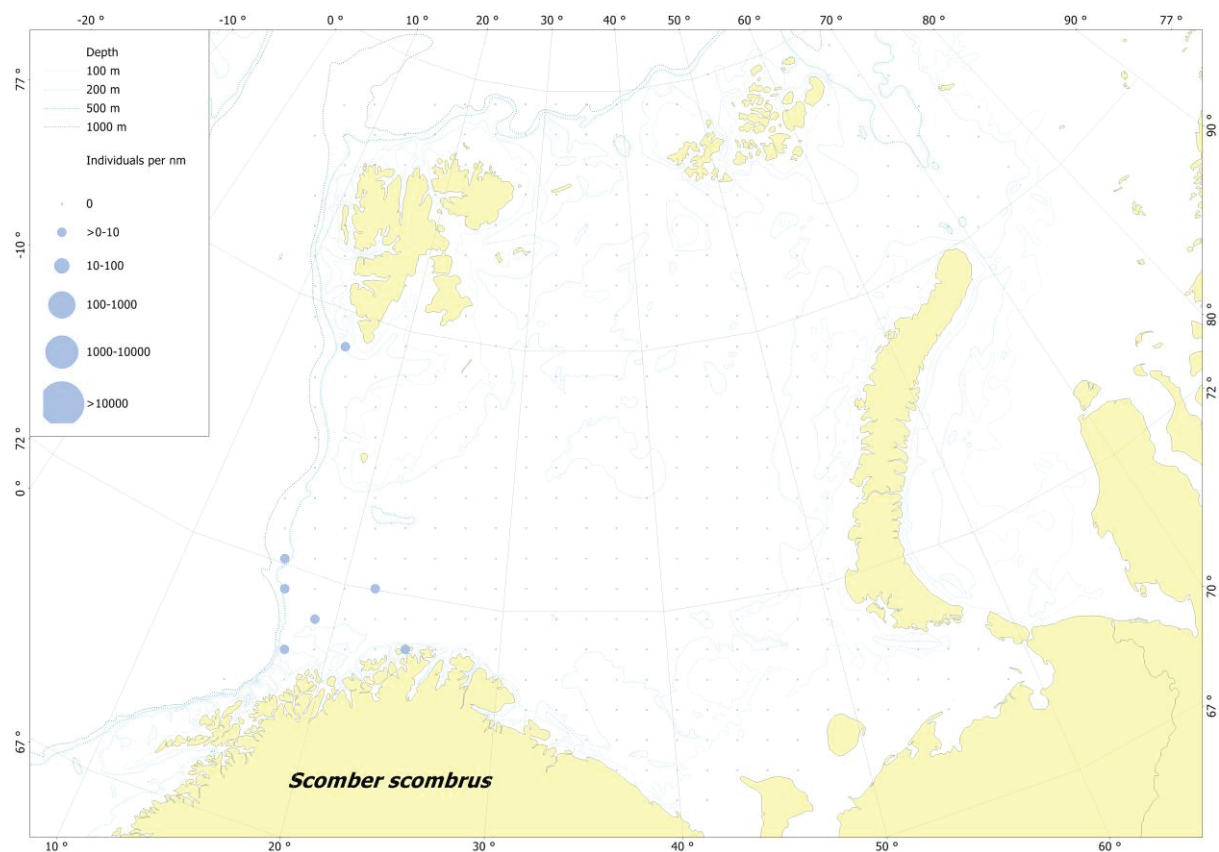 -20 ° -10 ° 0 ° 10 ° 20 ° 30 ° 40 ° 50 ° 60 ° 70 ° 80 ° 90 ° 77 °
Depth
100 m
200 m
500 m
1000 m
Individuals per nm
0
>0-10
10-100
100-1000
1000-10000
>10000
77 °
-10 °
72 °
0 °
67 °
90 °
80 °
72 °
70 °
67 °
Scomber scombrus
10 ° 20 ° 30 ° 40 ° 50 ° 60 °